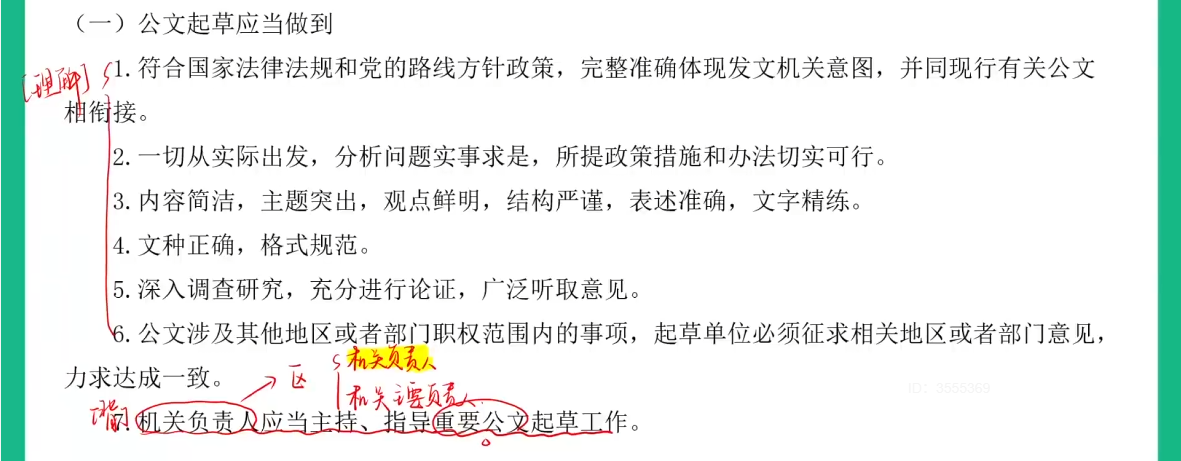 （一）公文起草应当做到
[理解]
1.符合国家法律法规和党的路线方针政策，完整准确体现发文机关意图，并同现行有关公文
相衔接。
2.一切从实际出发，分析问题实事求是，所提政策措施和办法切实可行。
3.内容简洁，主题突出，观点鲜明，结构严谨，表述准确，文字精练。
4.文种正确，格式规范。
5.深入调查研究，充分进行论证，广泛听取意见。
6.公文涉及其他地区或者部门职权范围内的事项，起草单位必须征求相关地区或者部门意见，
机关负责人
力求达成一致。
区
ID：3555369
机关主要负责人
7.机关负责人应当主持、指导重要公文起草工作。